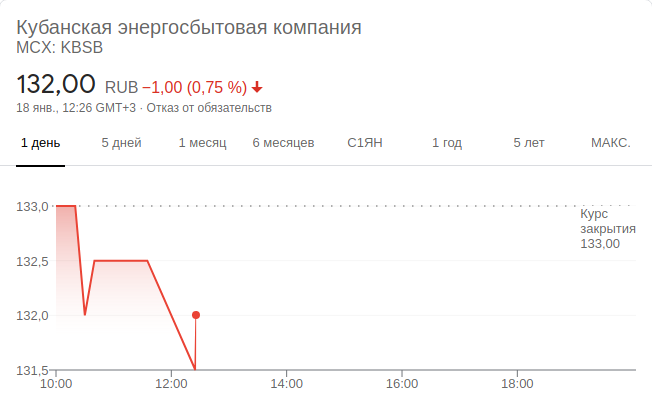 Кубанская энергосбытовая компания
MCX: KBSB
132,00 RUB −1,00 (0,75 %)
18 янв., 12:26 GMT+3 · Отказ от обязательств
1 день 5 дней 1 месяц 6 месяцев С1ЯН 1 год 5 лет МАКС.
133,0
Курс
закрытия
133,00
132,5
132,0
131,5
10:00 12:00 14:00 16:00 18:00